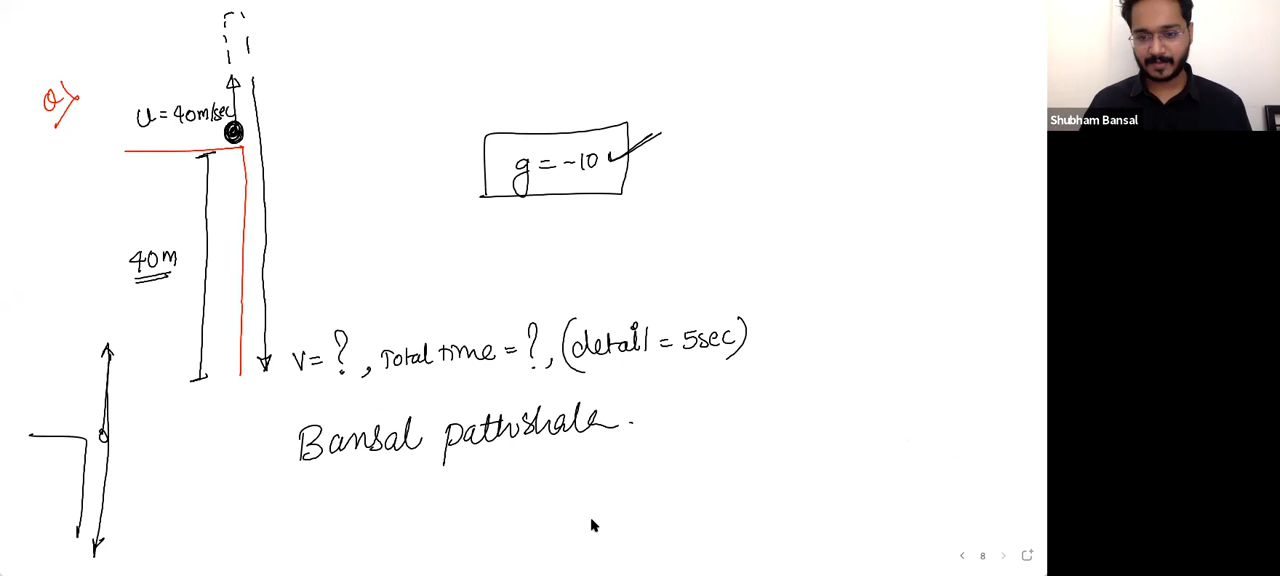 Q)
u = 40m/sec
g = -10
40m
v = ? , Total time = ? , (detail = 5sec)
Bansal pathshala.
Shubham Bansal
8